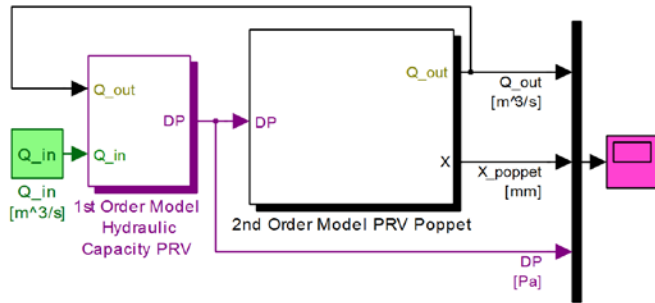 Q_out
Q_out
Q_out
[m^3/s]
DP
DP
Q_in
Q_in
Q_in
[m^3/s]
X
X_poppet
[mm]
1st Order Model
Hydraulic
Capacity PRV
2nd Order Model PRV Poppet
DP
[Pa]